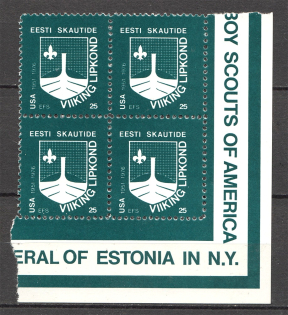 EESTI SKAUTIDE
USA 1951-1976
VIIKING LIPKOND
EFS 25
EESTI SKAUTIDE
USA 1951-1976
VIIKING LIPKOND
EFS 25
EESTI SKAUTIDE
USA 1951-1976
VIIKING LIPKOND
EFS 25
EESTI SKAUTIDE
USA 1951-1976
VIIKING LIPKOND
EFS 25
BOY SCOUTS OF AMERICA
ERAL OF ESTONIA IN N.Y.